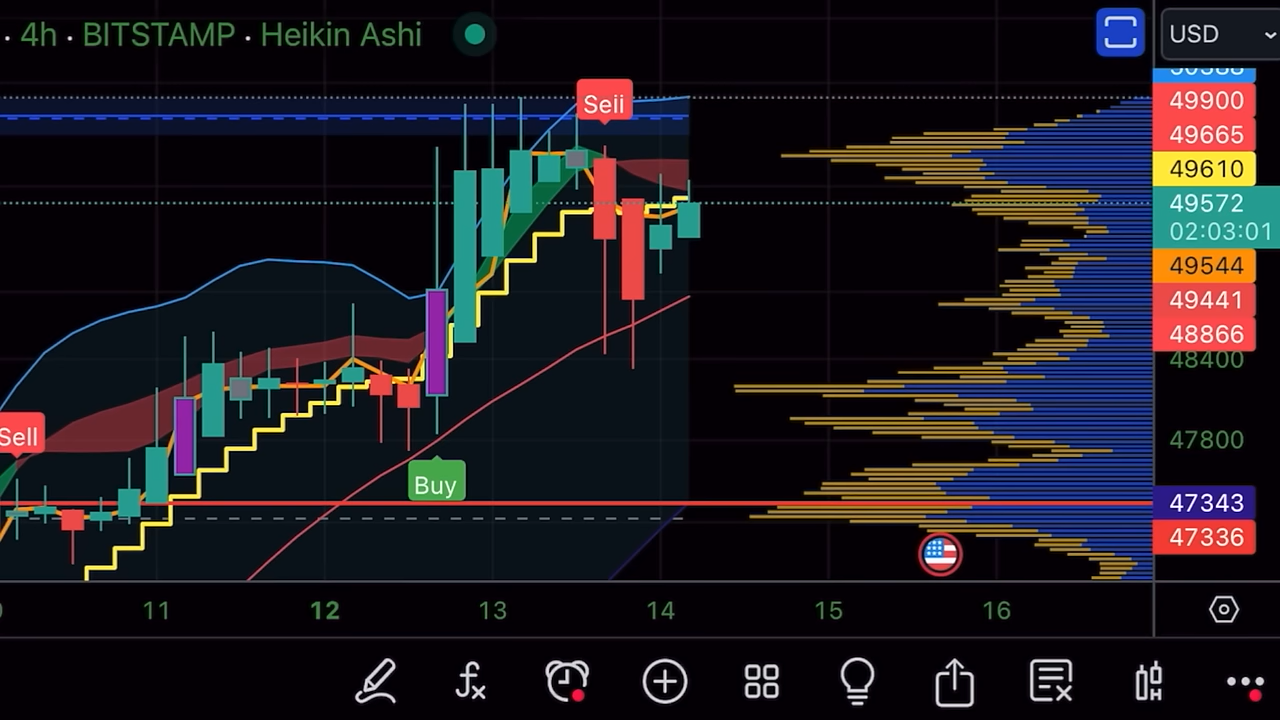 · 4h · BITSTAMP · Heikin Ashi
USD
49900
49665
49610
49572
02:03:01
49544
49441
48866
48400
47800
47343
47336
Sell
Buy
Seii
11 12 13 14 15 16
fx